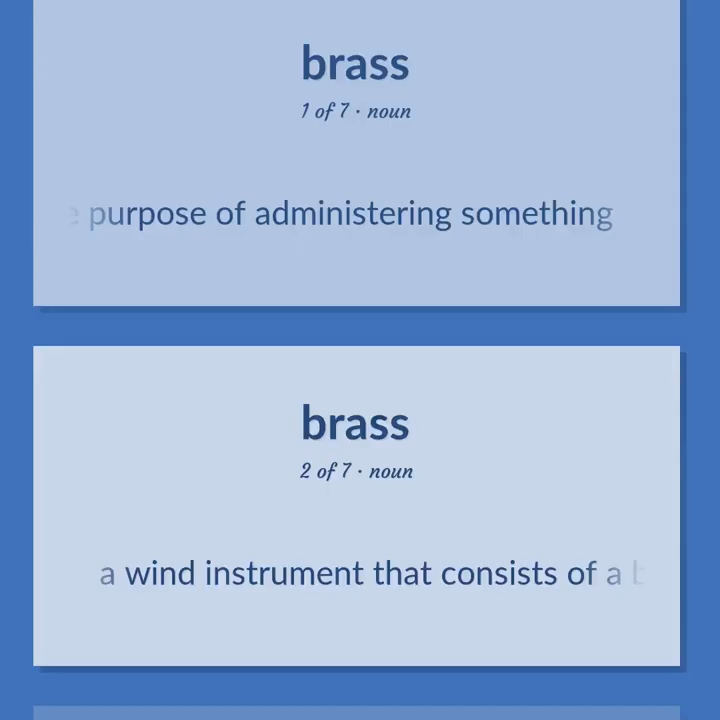 brass
1 of 7 · noun
purpose of administering something
brass
2 of 7 · noun
a wind instrument that consists of a